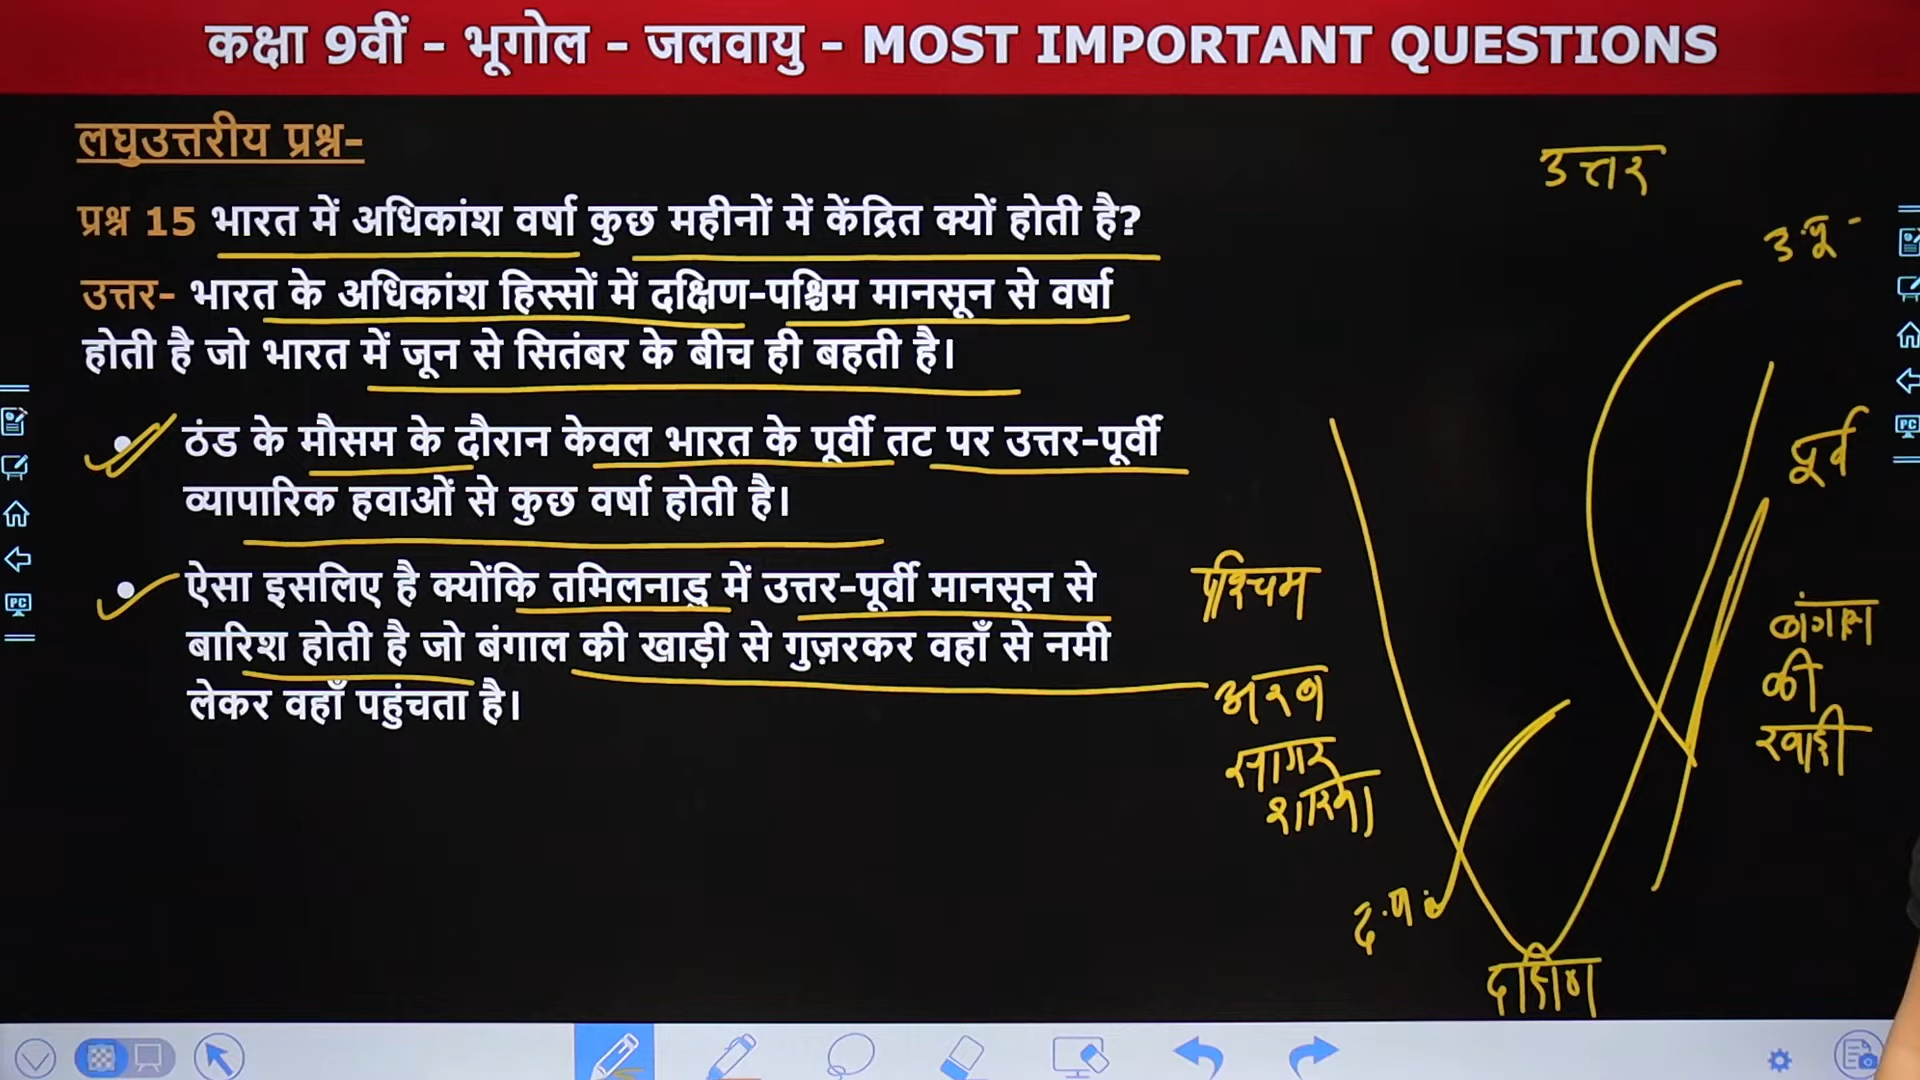 कक्षा 9वीं - भूगोल - जलवायु - MOST IMPORTANT QUESTIONS
लघुउत्तरीय प्रश्न-
प्रश्न 15 भारत में अधिकांश वर्षा कुछ महीनों में केंद्रित क्यों होती है?
उत्तर- भारत के अधिकांश हिस्सों में दक्षिण-पश्चिम मानसून से वर्षा
होती है जो भारत में जून से सितंबर के बीच ही बहती है।
ठंड के मौसम के दौरान केवल भारत के पूर्वी तट पर उत्तर-पूर्वी
व्यापारिक हवाओं से कुछ वर्षा होती है।
ऐसा इसलिए है क्योंकि तमिलनाडु में उत्तर-पूर्वी मानसून से
बारिश होती है जो बंगाल की खाड़ी से गुज़रकर वहाँ से नमी
लेकर वहाँ पहुंचता है।
उत्तर
उ.पू -
पूर्व
पश्चिम
अरब
सागर
शाखा
बंगाल
की
खाड़ी
द.प.
दक्षिण
PC
PC